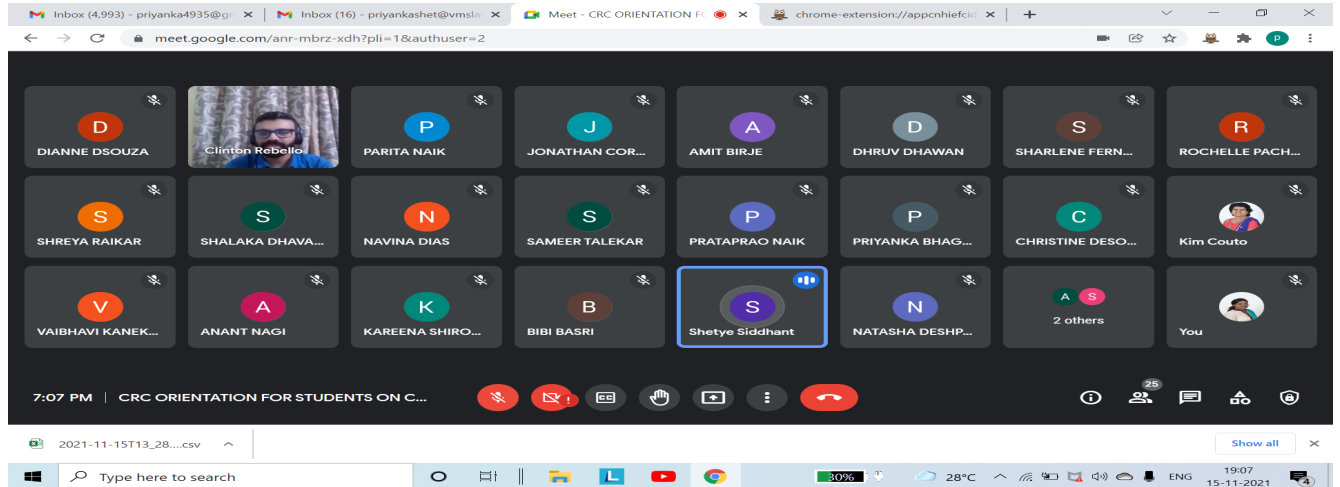 Inbox (4,993) - priyanka4935@g
Inbox (16) - priyankashet@vmsla
Meet - CRC ORIENTATION FO
chrome-extension://appcnhiefcid
meet.google.com/anr-mbrz-xdh?pli=1&authuser=2
P
D
DIANNE DSOUZA
Clinton Rebello
P
PARITA NAIK
J
JONATHAN COR...
A
AMIT BIRJE
D
DHRUV DHAWAN
S
SHARLENE FERN...
R
ROCHELLE PACH...
S
SHREYA RAIKAR
S
SHALAKA DHAVA...
N
NAVINA DIAS
S
SAMEER TALEKAR
P
PRATAPRAO NAIK
P
PRIYANKA BHAG...
C
CHRISTINE DESO...
Kim Couto
V
VAIBHAVI KANEK...
A
ANANT NAGI
K
KAREENA SHIRO...
B
BIBI BASRI
S
Shetye Siddhant
N
NATASHA DESHP...
A S
2 others
You
7:07 PM | CRC ORIENTATION FOR STUDENTS ON C...
CC
25
2021-11-15T13_28....csv
Show all
Type here to search
L
30%
28°C
ENG
19:07
15-11-2021
4